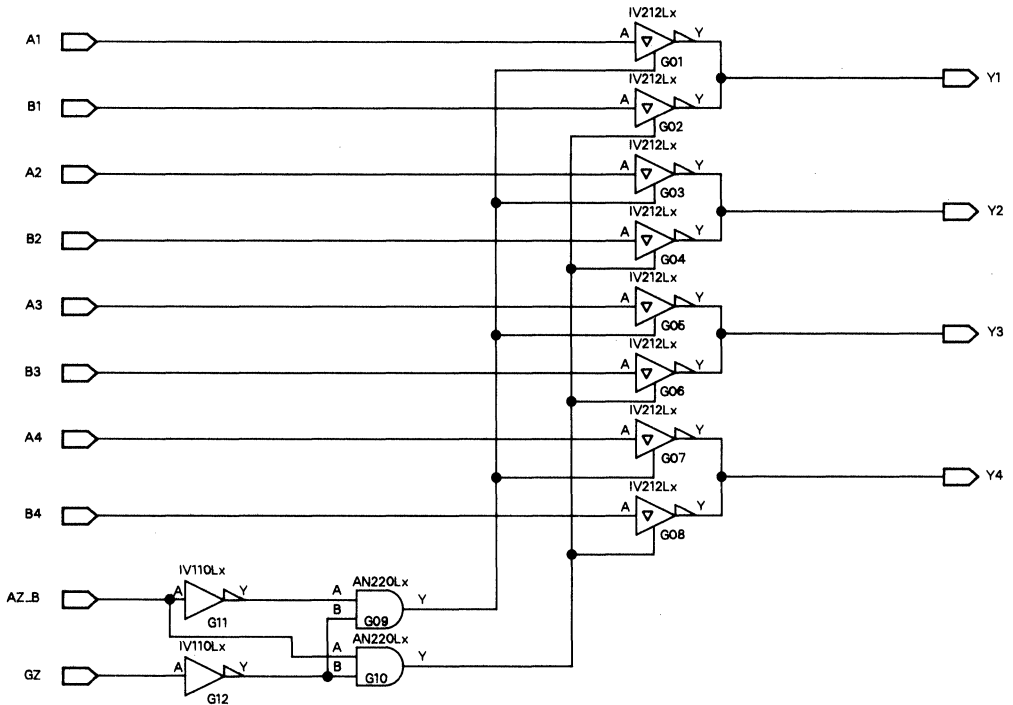 IV212Lx
A1 A Y
G01
IV212Lx
Y1
B1 A Y
G02
IV212Lx
A2 A Y
G03
IV212Lx
Y2
B2 A Y
G04
IV212Lx
A3 A Y
G05
IV212Lx
Y3
B3 A Y
G06
IV212Lx
A4 A Y
G07
IV212Lx
Y4
B4 A Y
G08
IV110Lx
AN220Lx
AZ_B A Y A Y
B
G11 G09
IV110Lx
AN220Lx
A Y
GZ A Y B
G12 G10